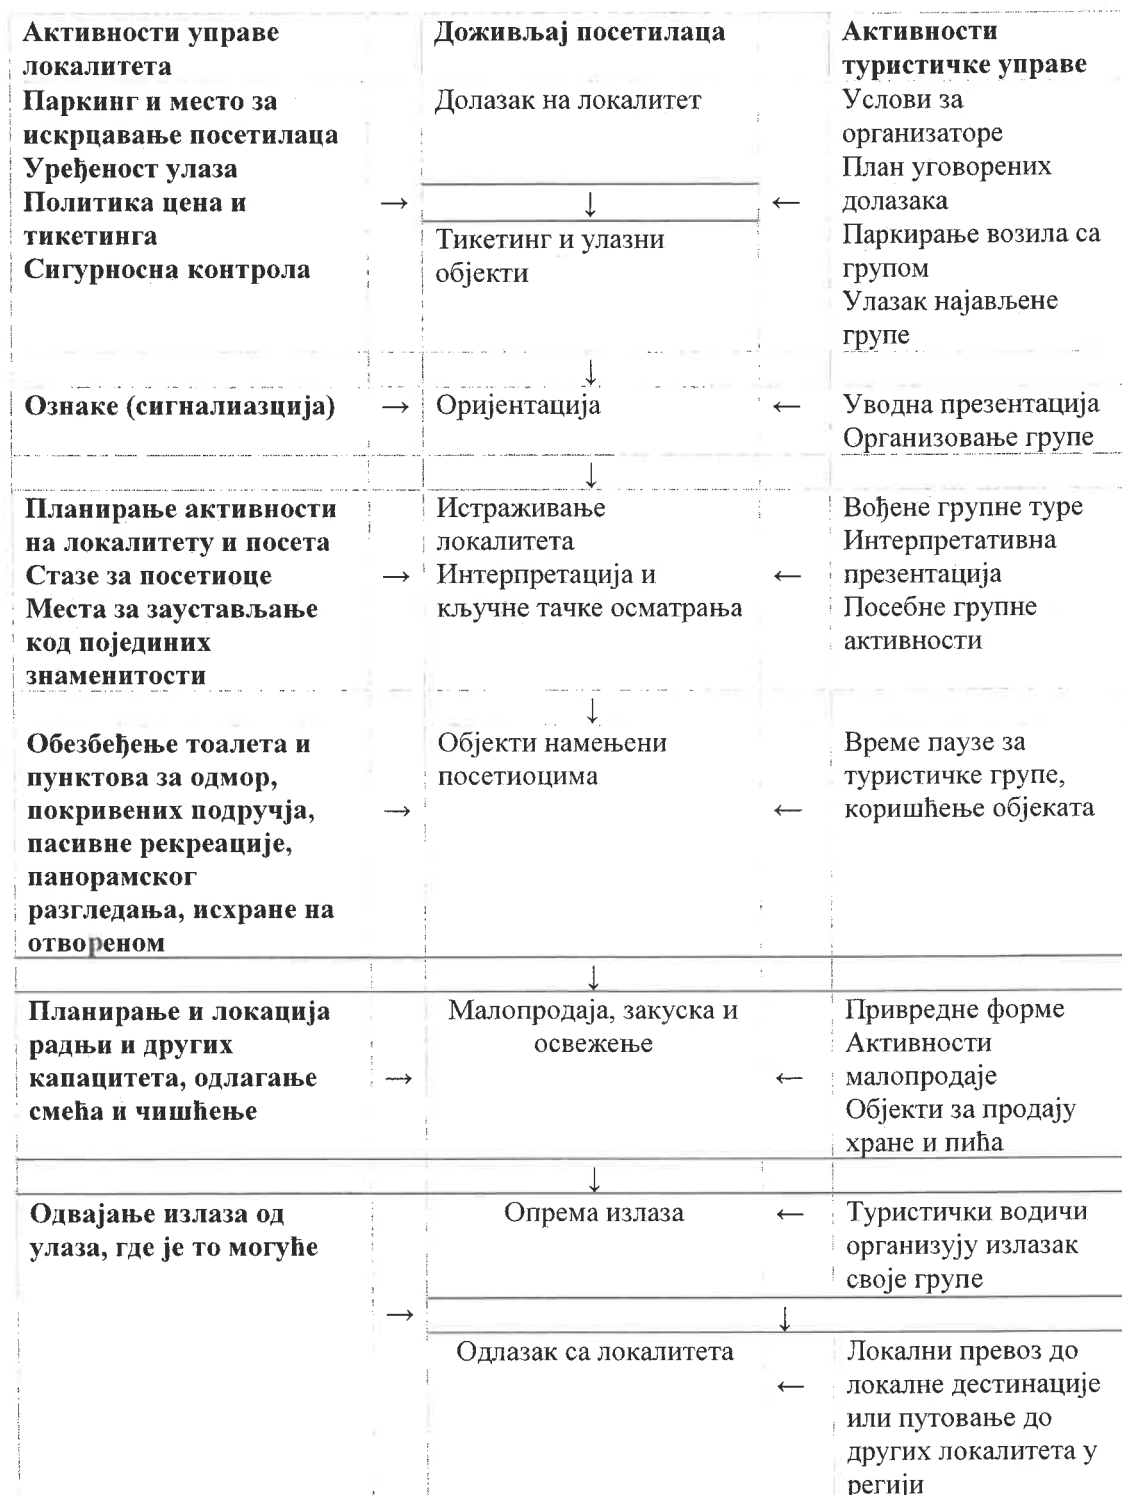 Активности управе
локалитета
Доживљај посетилаца
Активности
туристичке управе
Паркинг и место за
искрцавање посетилаца
Уређеност улаза
Политика цена и
тикетинга
Сигурносна контрола
→
Долазак на локалитет
↓
Тикетинг и улазни
објекти
←
Услови за
организаторе
План уговорених
долазака
Паркирање возила са
групом
Улазак најављене
групе
↓
Ознаке (сигналиазција)
→
Оријентација
←
Уводна презентација
Организовање групе
↓
Планирање активности
на локалитету и посета
Стазе за посетиоце
Места за заустављање
код појединих
знаменитости
→
Истраживање
локалитета
Интерпретација и
кључне тачке осматрања
←
Вођене групне туре
Интерпретативна
презентација
Посебне групне
активности
↓
Обезбеђење тоалета и
пунктова за одмор,
покривених подручја,
пасивне рекреације,
панорамског
разгледања, исхране на
отвореном
→
Објекти намењени
посетиоцима
←
Време паузе за
туристичке групе,
коришћење објеката
↓
Планирање и локација
радњи и других
капацитета, одлагање
смећа и чишћење
→
Малопродаја, закуска и
освежење
←
Привредне форме
Активности
малопродаје
Објекти за продају
хране и пића
↓
Одвајање излаза од
улаза, где је то могуће
→
Опрема излаза
←
Туристички водичи
организују излазак
своје групе
↓
Одлазак са локалитета
←
Локални превоз до
локалне дестинације
или путовање до
других локалитета у
регији